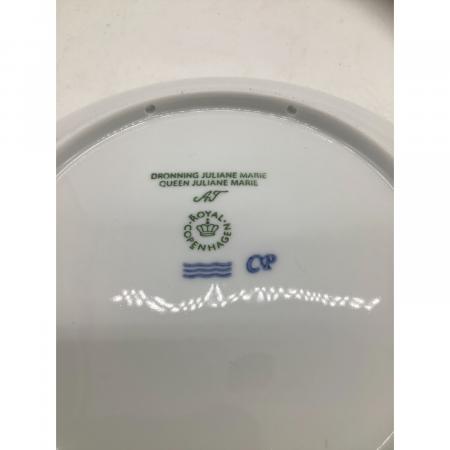 DRONNING JULIANE MARIE
QUEEN JULIANE MARIE
AT
ROYAL
COPENHAGEN
CP